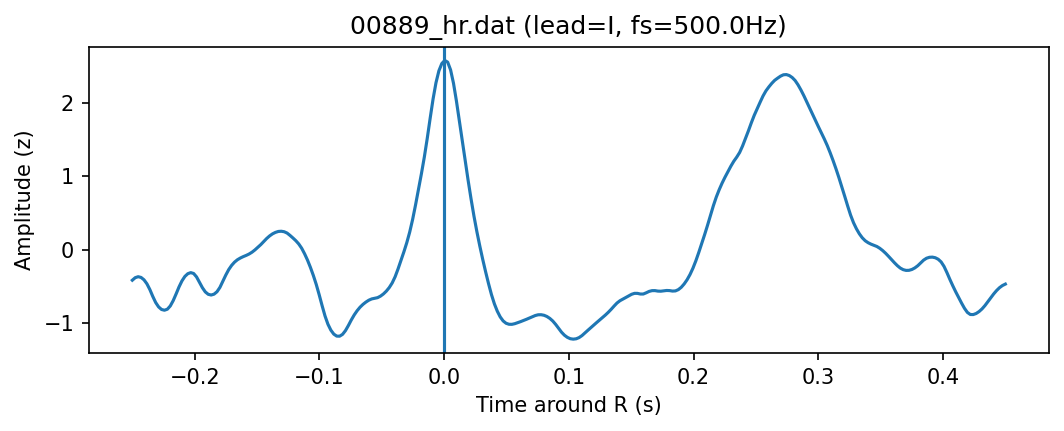 00889_hr.dat (lead=I, fs=500.0Hz)
Amplitude (z)
2
1
0
−1
−0.2 −0.1 0.0 0.1 0.2 0.3 0.4
Time around R (s)